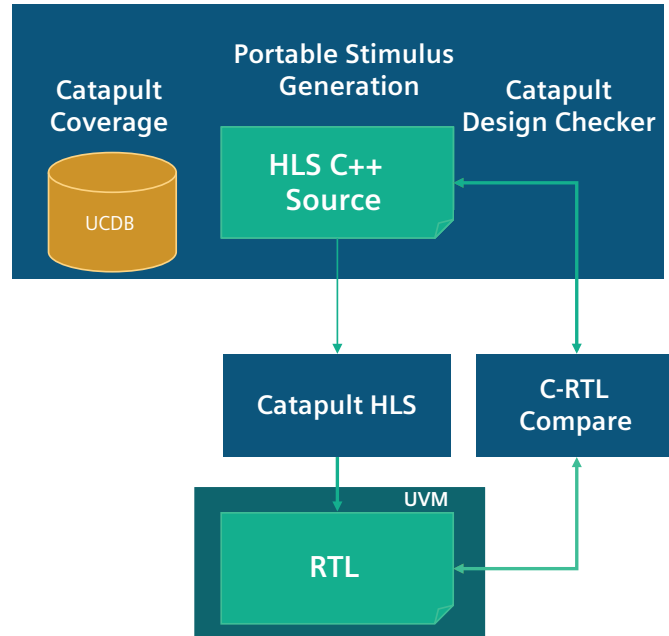 Portable Stimulus
Generation
Catapult
Coverage
Catapult
Design Checker
HLS C++
Source
UCDB
Catapult HLS
C-RTL
Compare
UVM
RTL